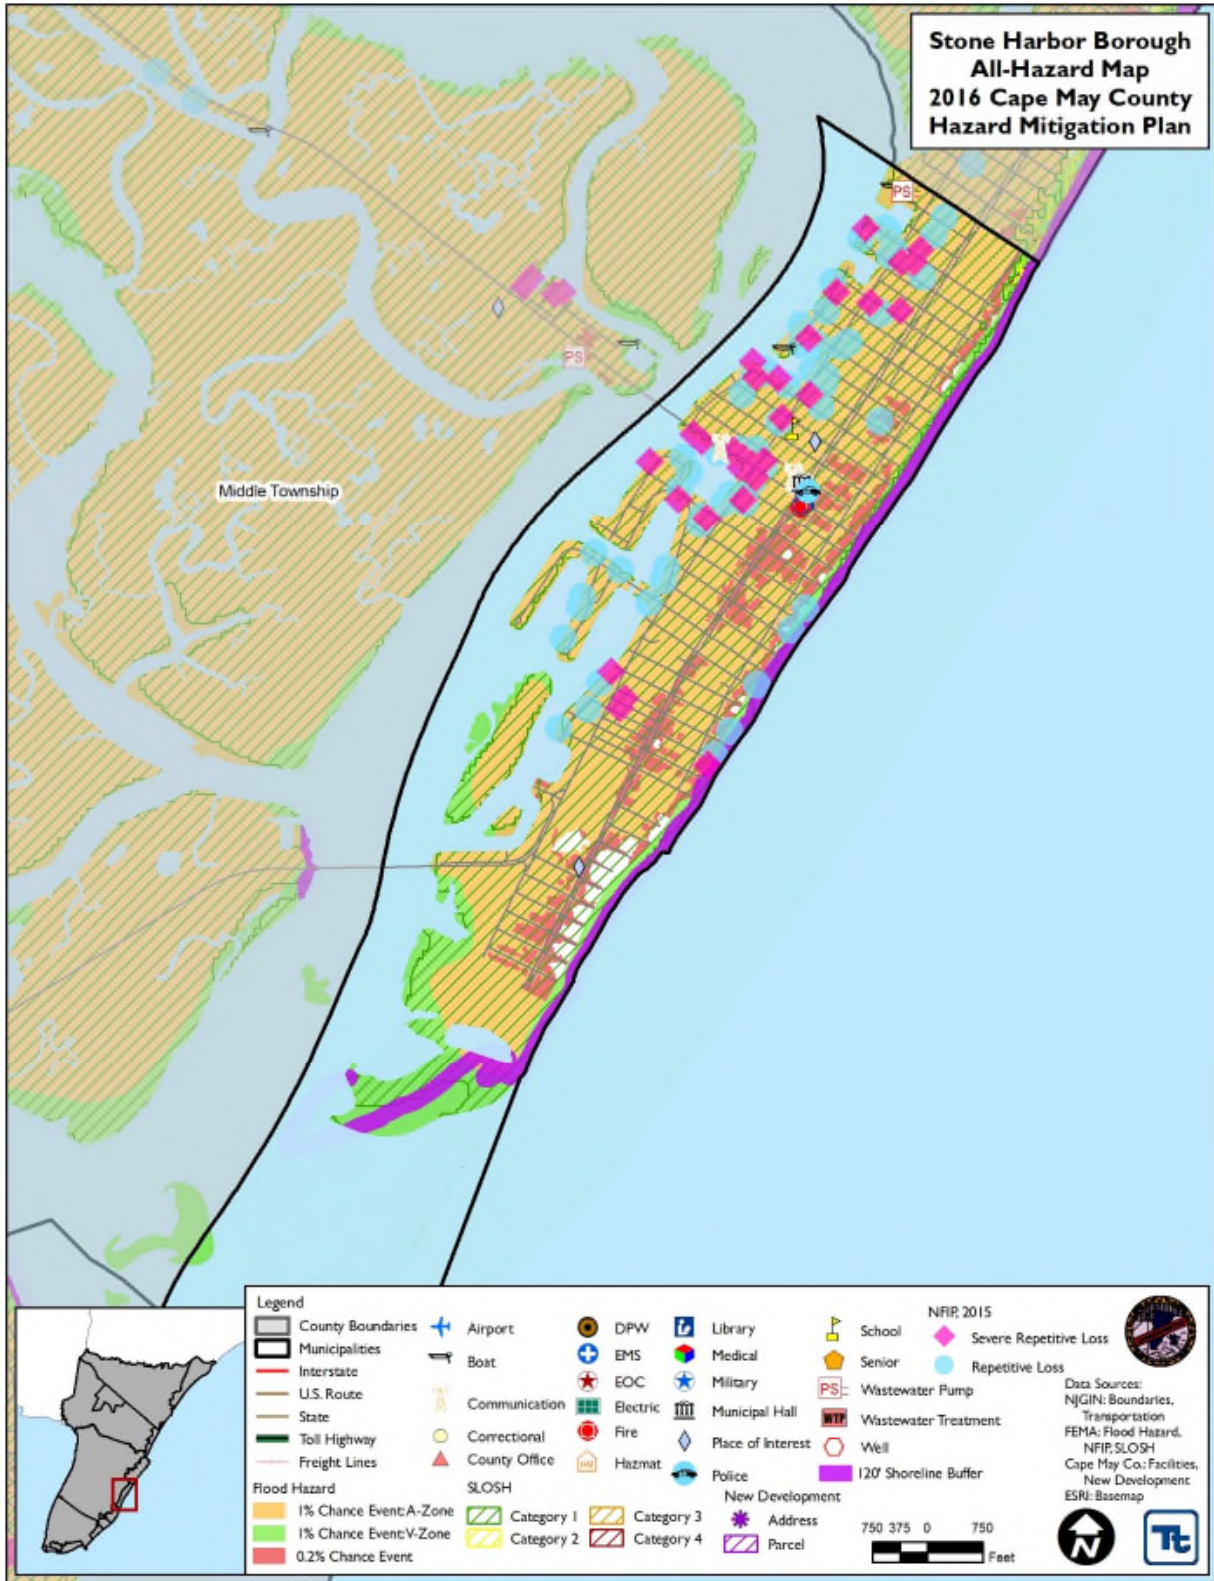 Stone Harbor Borough
All-Hazard Map
2016 Cape May County
Hazard Mitigation Plan
PS
PS
Middle Township
Legend
County Boundaries
Municipalities
Interstate
U.S. Route
State
Toll Highway
Freight Lines
Flood Hazard
1% Chance Event: A-Zone
1% Chance Event: V-Zone
0.2% Chance Event
Airport
Boat
Communication
Correctional
County Office
SLOSH
Category 1
Category 2
Category 3
Category 4
DPW
EMS
EOC
Electric
Fire
Hazmat
Library
Medical
Military
Municipal Hall
Place of Interest
Police
New Development
Address
Parcel
School
Senior
PS Wastewater Pump
WTP Wastewater Treatment
Well
120' Shoreline Buffer
NFIP, 2015
Severe Repetitive Loss
Repetitive Loss
Data Sources:
NJGIN: Boundaries,
Transportation
FEMA: Flood Hazard,
NFIP, SLOSH
Cape May Co.: Facilities,
New Development
ESRI: Basemap
750 375 0 750
Feet
N
Tt